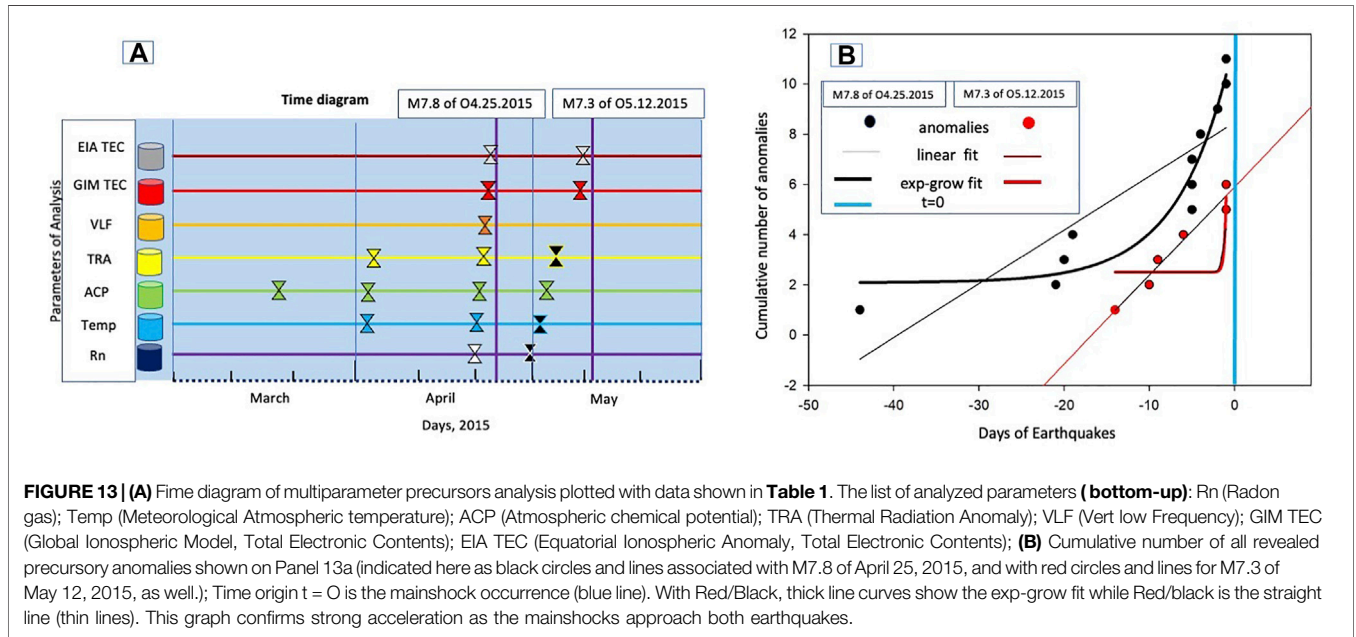 A
Time diagram
M7.8 of O4.25.2015
M7.3 of O5.12.2015
Parameters of Analysis
EIA TEC
GIM TEC
VLF
TRA
ACP
Temp
Rn
March
April
May
Days, 2015
B
M7.8 of O4.25.2015
M7.3 of O5.12.2015
anomalies
linear fit
exp-grow fit
t=0
Cumulative number of anomalies
12
10
8
6
4
2
0
-2
-50
-40
-30
-20
-10
0
Days of Earthquakes
FIGURE 13 | (A) Fime diagram of multiparameter precursors analysis plotted with data shown in Table 1. The list of analyzed parameters ( bottom-up): Rn (Radon
gas); Temp (Meteorological Atmospheric temperature); ACP (Atmospheric chemical potential); TRA (Thermal Radiation Anomaly); VLF (Vert low Frequency); GIM TEC
(Global Ionospheric Model, Total Electronic Contents); EIA TEC (Equatorial Ionospheric Anomaly, Total Electronic Contents); (B) Cumulative number of all revealed
precursory anomalies shown on Panel 13a (indicated here as black circles and lines associated with M7.8 of April 25, 2015, and with red circles and lines for M7.3 of
May 12, 2015, as well.); Time origin t = O is the mainshock occurrence (blue line). With Red/Black, thick line curves show the exp-grow fit while Red/black is the straight
line (thin lines). This graph confirms strong acceleration as the mainshocks approach both earthquakes.